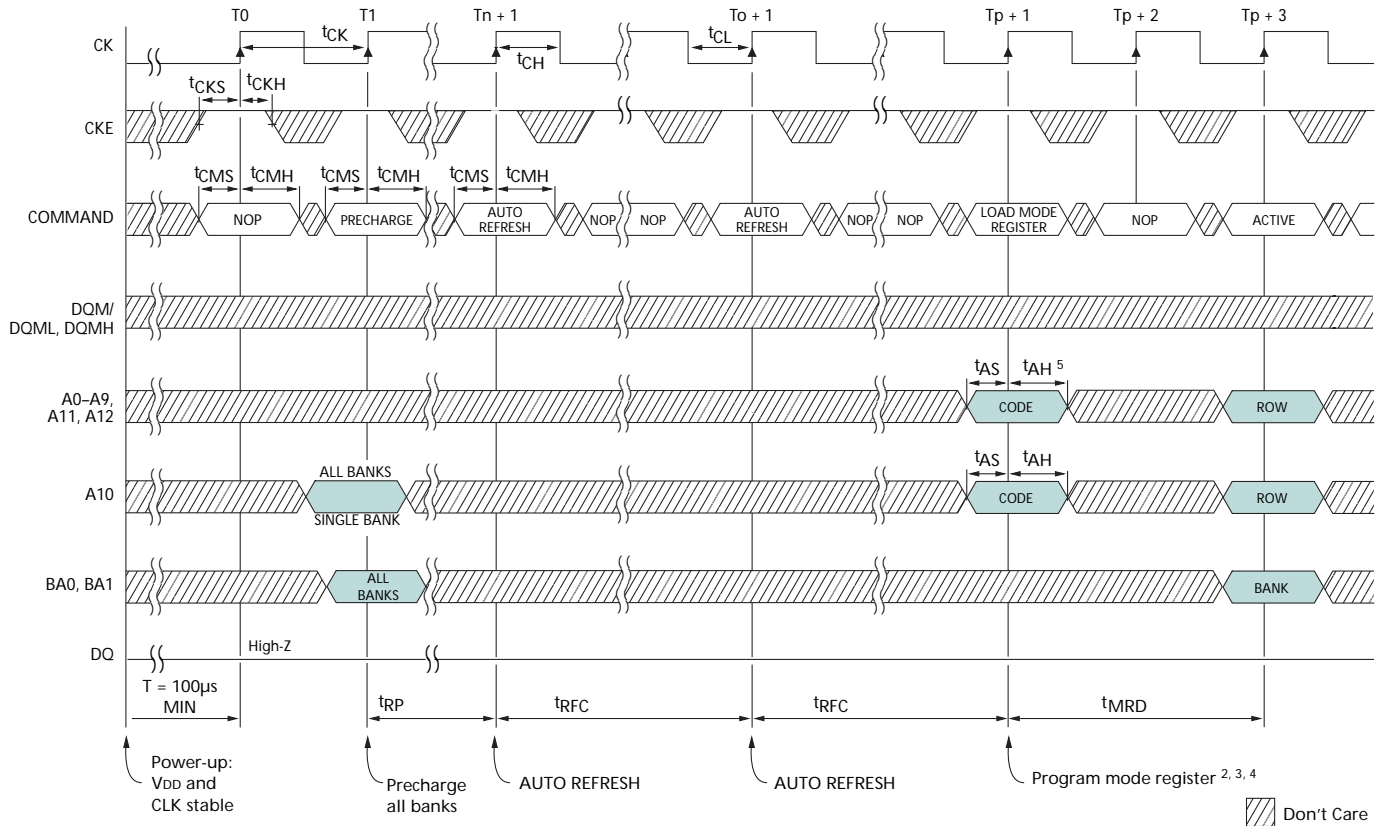 T0 T1 Tn + 1 To + 1 Tp + 1 Tp + 2 Tp + 3
CK
tCK
tCH
tCL
tCKS tCKH
CKE
tCMS tCMH tCMS tCMH tCMS tCMH
COMMAND
NOP
PRECHARGE
AUTO
REFRESH
NOP
NOP
AUTO
REFRESH
NOP
NOP
LOAD MODE
REGISTER
NOP
ACTIVE
DQM/
DQML, DQMH
tAS tAH 5
A0–A9,
A11, A12
CODE
ROW
ALL BANKS
tAS tAH
A10
CODE
ROW
SINGLE BANK
BA0, BA1
ALL
BANKS
BANK
DQ
High-Z
T = 100µs
MIN
tRP
tRFC
tRFC
tMRD
Power-up:
VDD and
CLK stable
Precharge
all banks
AUTO REFRESH
AUTO REFRESH
Program mode register 2, 3, 4
Don't Care